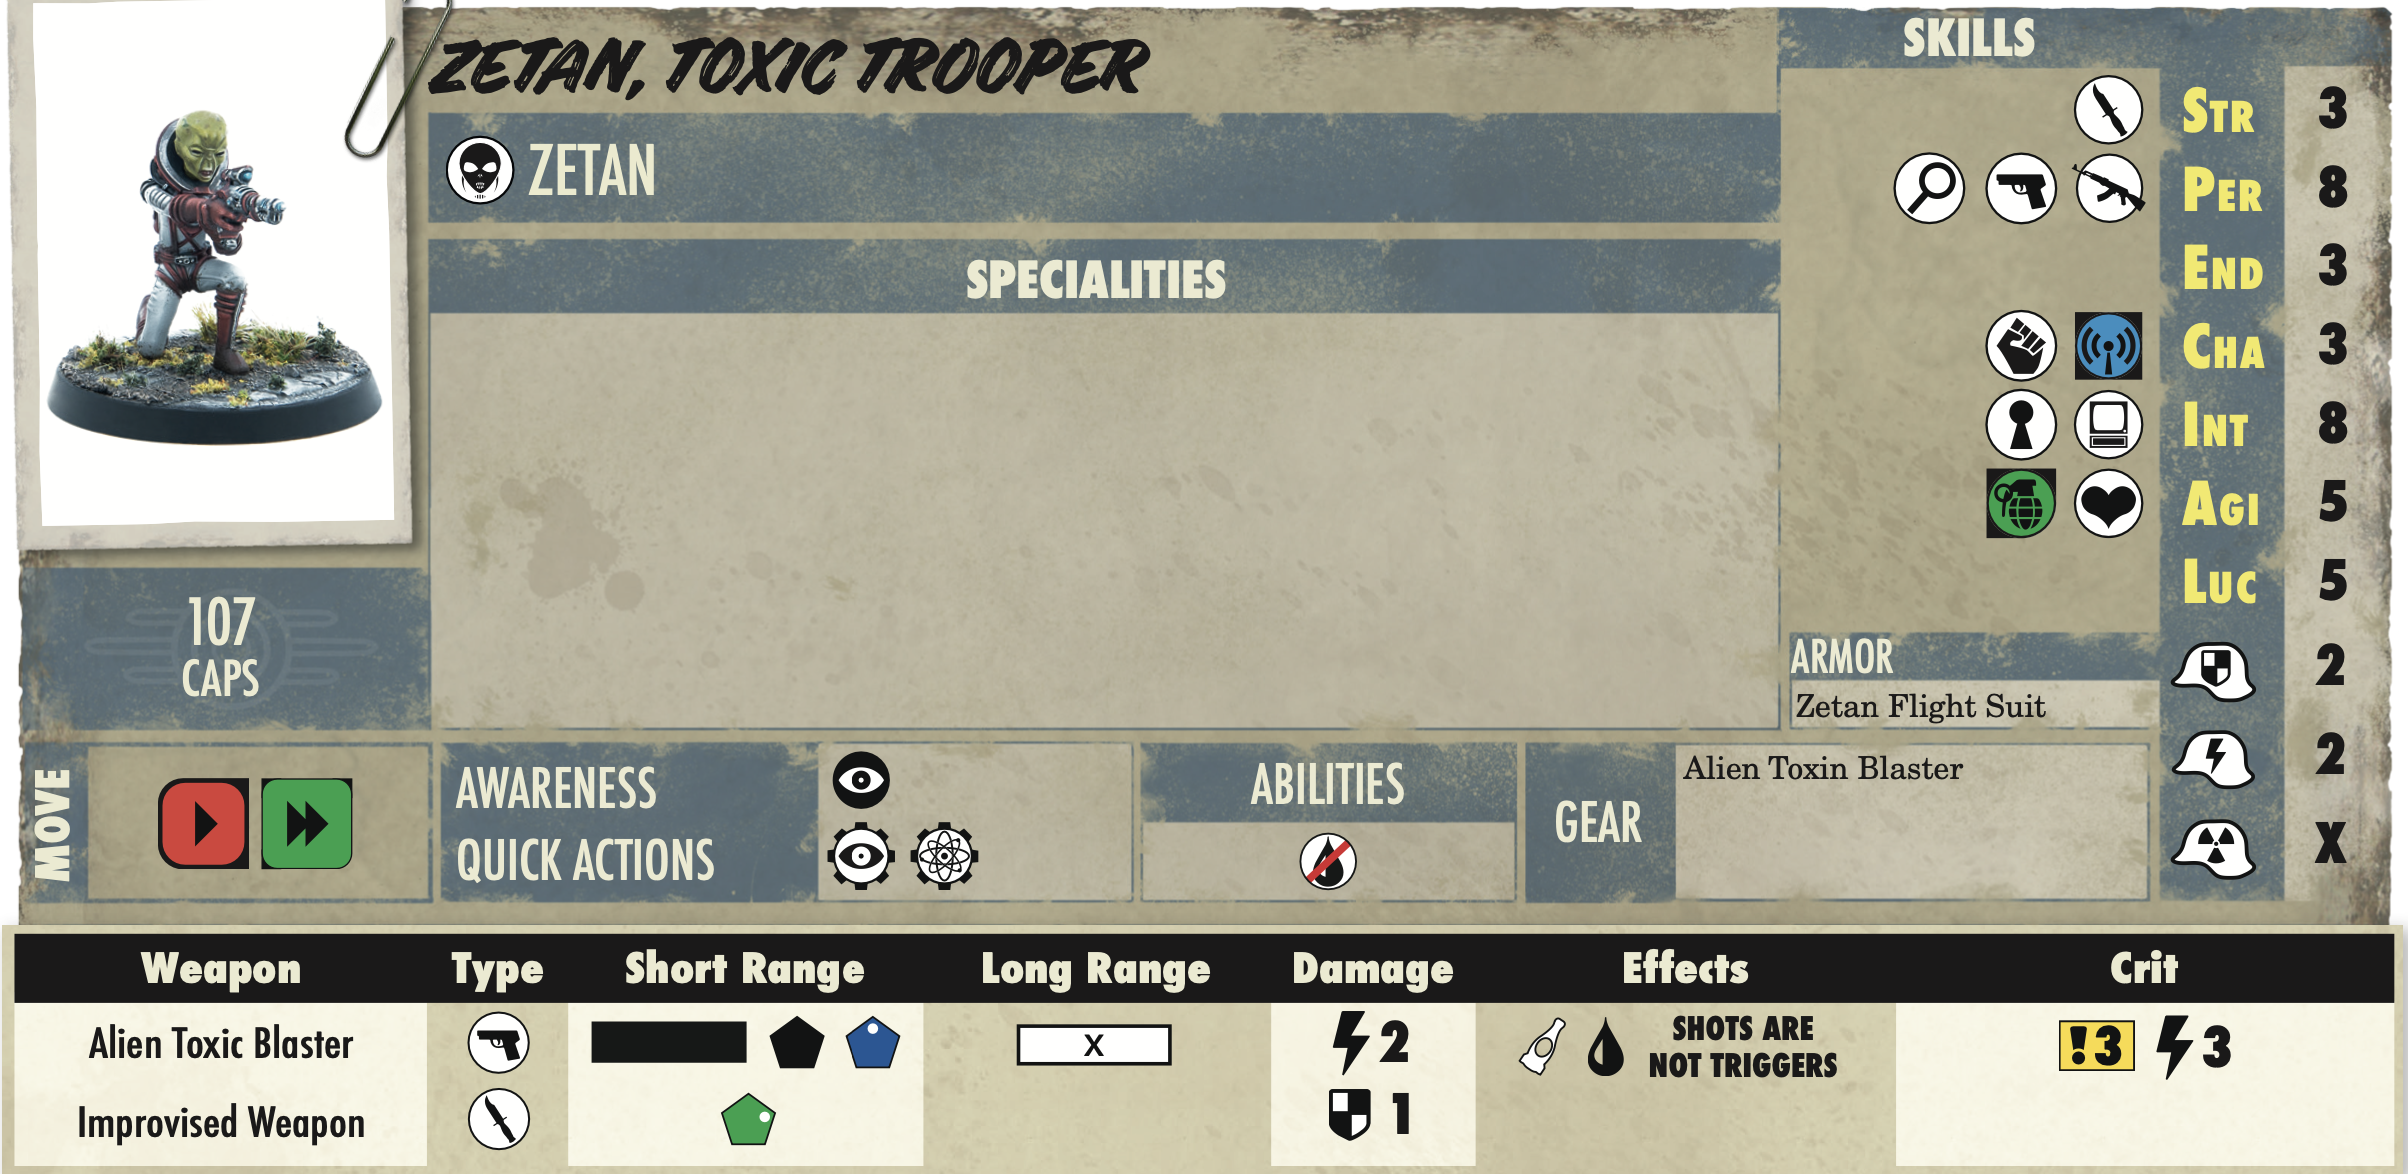 ZETAN, TOXIC TROOPER
ZETAN
SPECIALITIES
SKILLS
STR 3
PER 8
END 3
CHA 3
INT 8
AGI 5
LUC 5
107
CAPS
ARMOR
Zetan Flight Suit
2
2
X
MOVE
AWARENESS
QUICK ACTIONS
ABILITIES
GEAR
Alien Toxin Blaster
Weapon Type Short Range Long Range Damage Effects Crit
Alien Toxic Blaster X 2 SHOTS ARE NOT TRIGGERS !3 3
Improvised Weapon 1